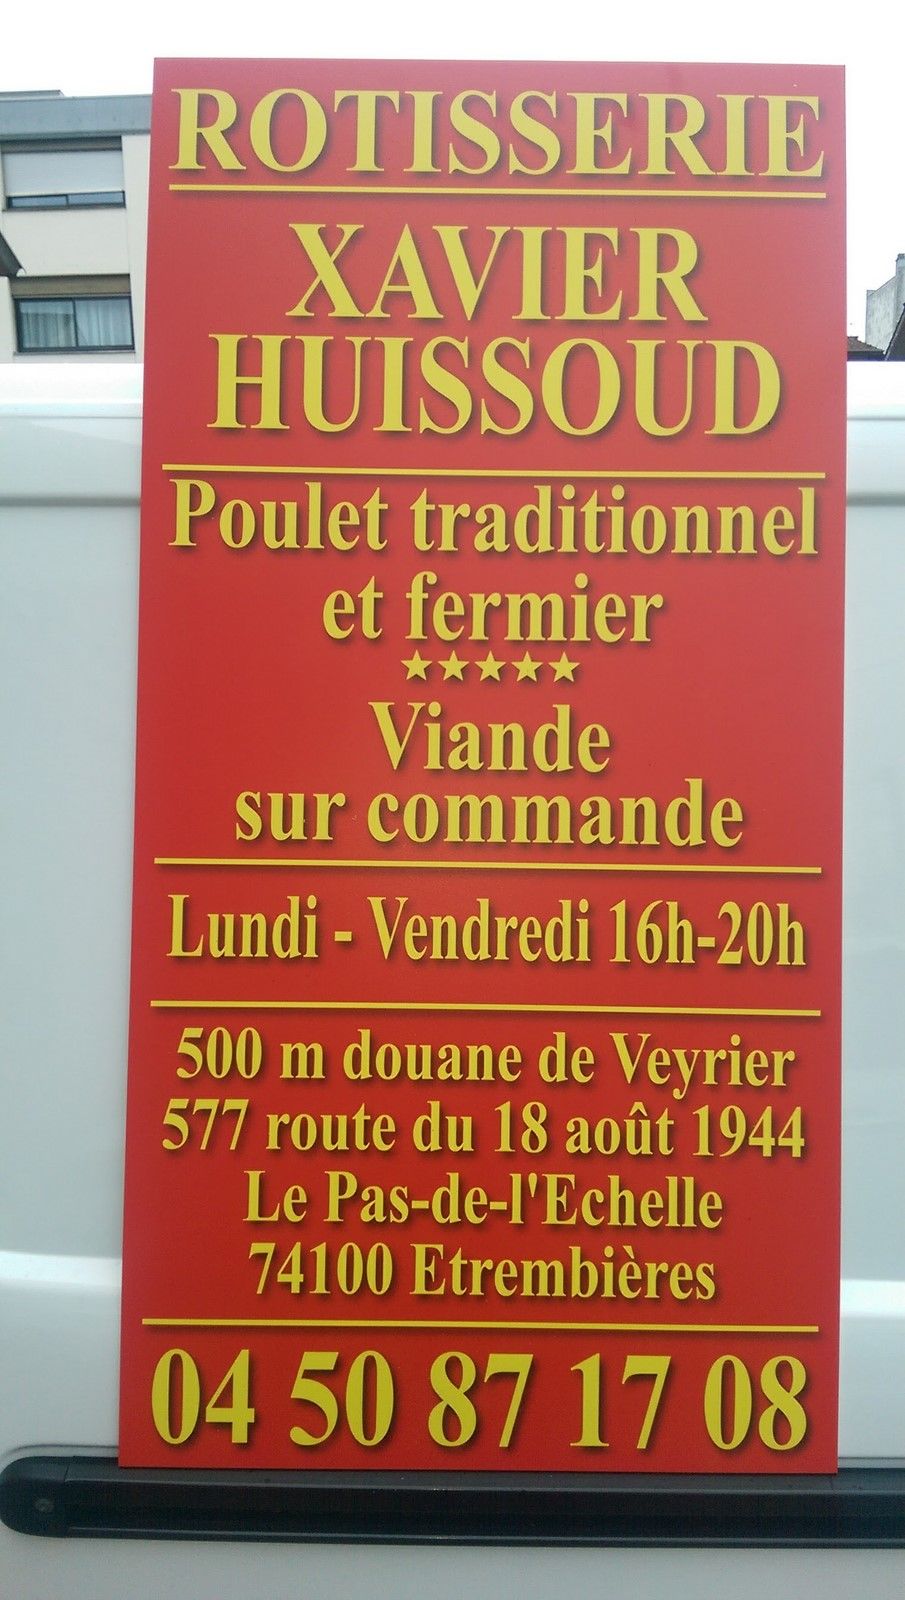 ROTISSERIE
XAVIER
HUISSOUD
Poulet traditionnel
et fermier
★★★★★
Viande
sur commande
Lundi - Vendredi 16h-20h
500 m douane de Veyrier
577 route du 18 août 1944
Le Pas-de-l'Echelle
74100 Etrembières
04 50 87 17 08